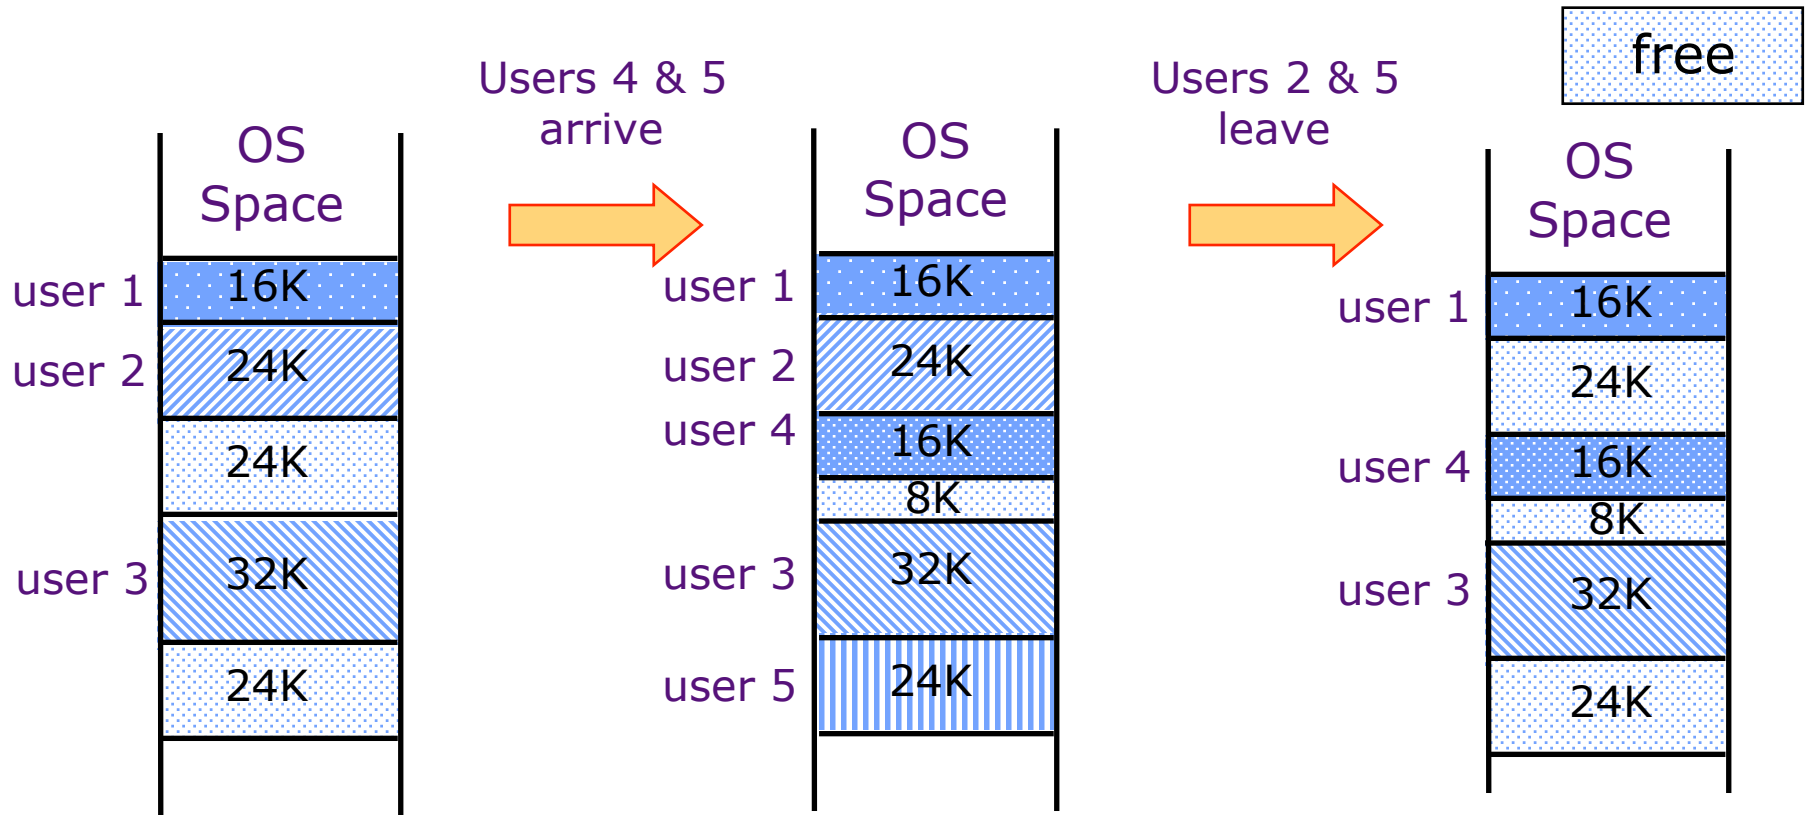 free
Users 4 & 5
arrive
Users 2 & 5
leave
OS
Space
user 1
16K
user 2
24K
24K
user 3
32K
24K
OS
Space
user 1
16K
user 2
24K
user 4
16K
8K
user 3
32K
user 5
24K
OS
Space
user 1
16K
24K
user 4
16K
8K
user 3
32K
24K